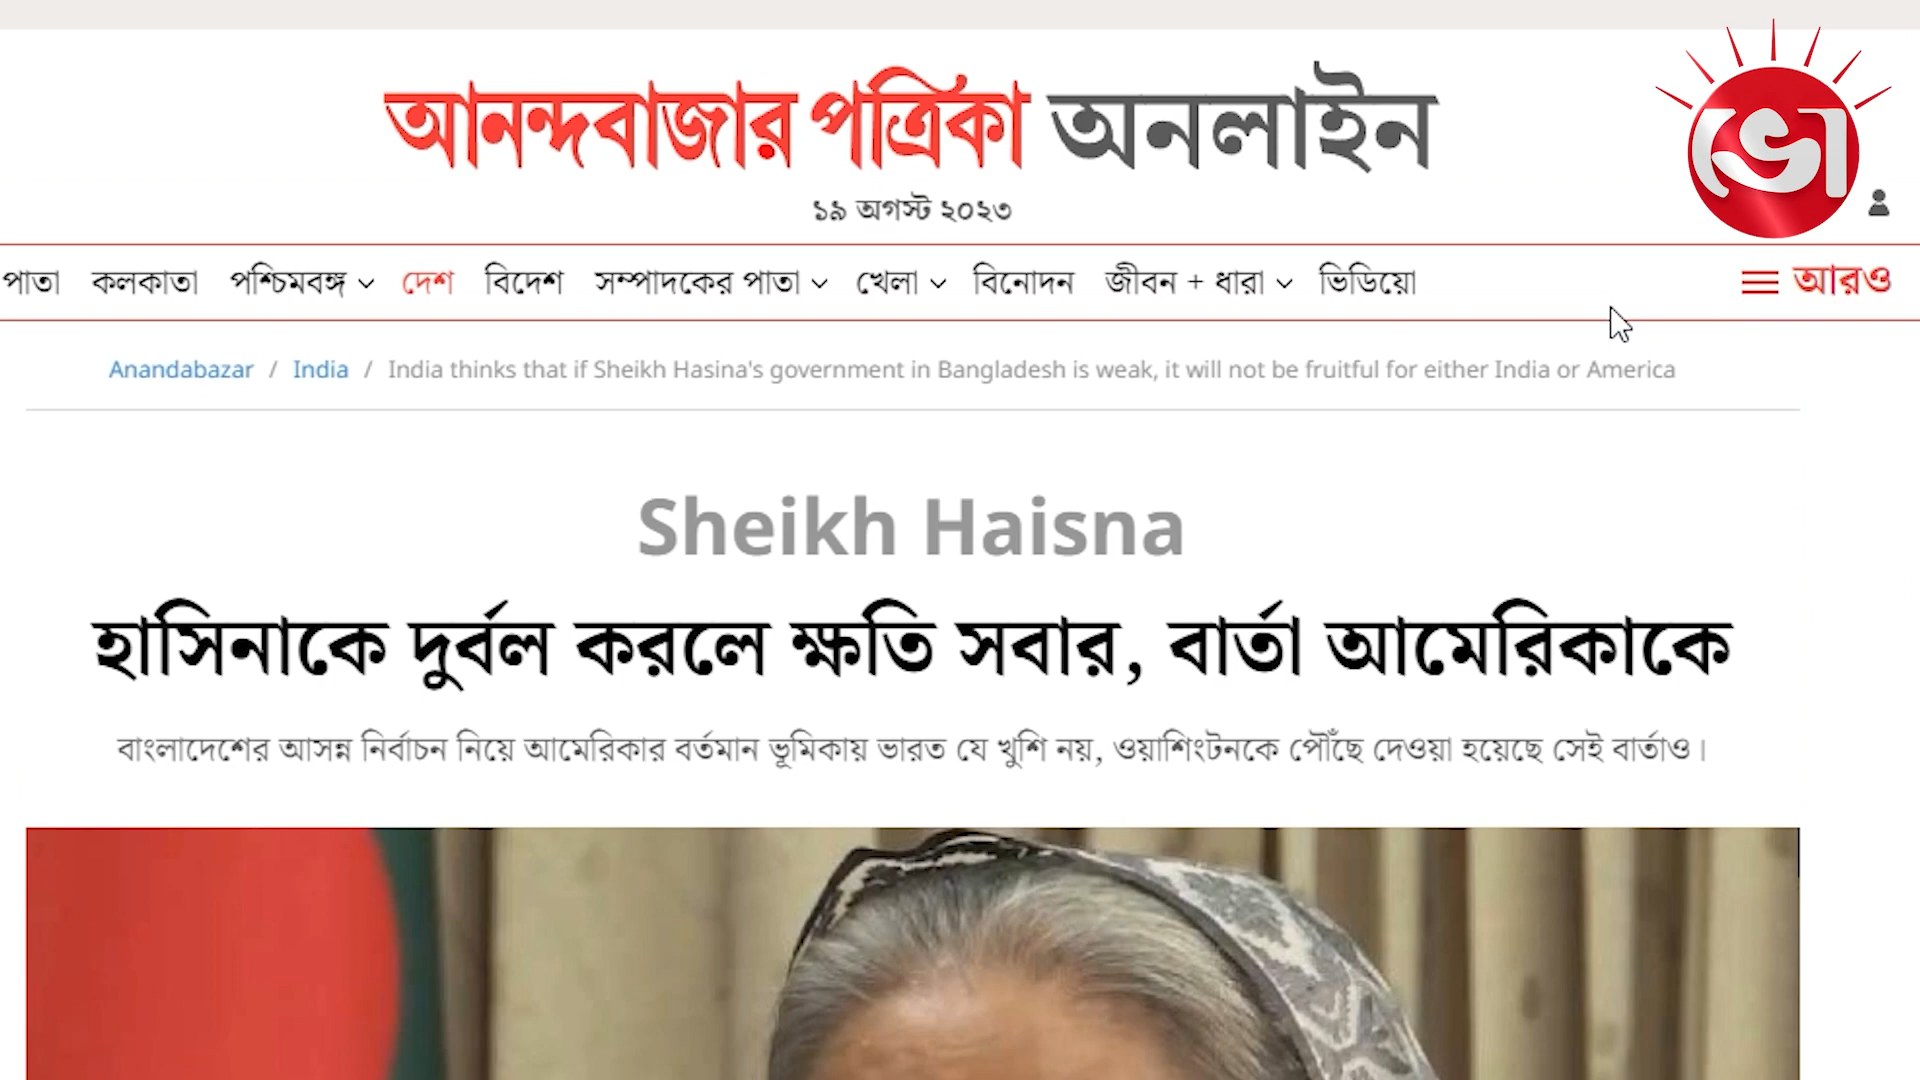 আনন্দবাজার পত্রিকা অনলাইন
ভো
১৯ অগস্ট ২০২৩
পাতা কলকাতা পশ্চিমবঙ্গ দেশ বিদেশ সম্পাদকের পাতা খেলা বিনোদন জীবন + ধারা ভিডিয়ো আরও
Anandabazar / India / India thinks that if Sheikh Hasina's government in Bangladesh is weak, it will not be fruitful for either India or America
Sheikh Haisna
হাসিনাকে দুর্বল করলে ক্ষতি সবার, বার্তা আমেরিকাকে
বাংলাদেশের আসন্ন নির্বাচন নিয়ে আমেরিকার বর্তমান ভূমিকায় ভারত যে খুশি নয়, ওয়াশিংটনকে পৌঁছে দেওয়া হয়েছে সেই বার্তাও।